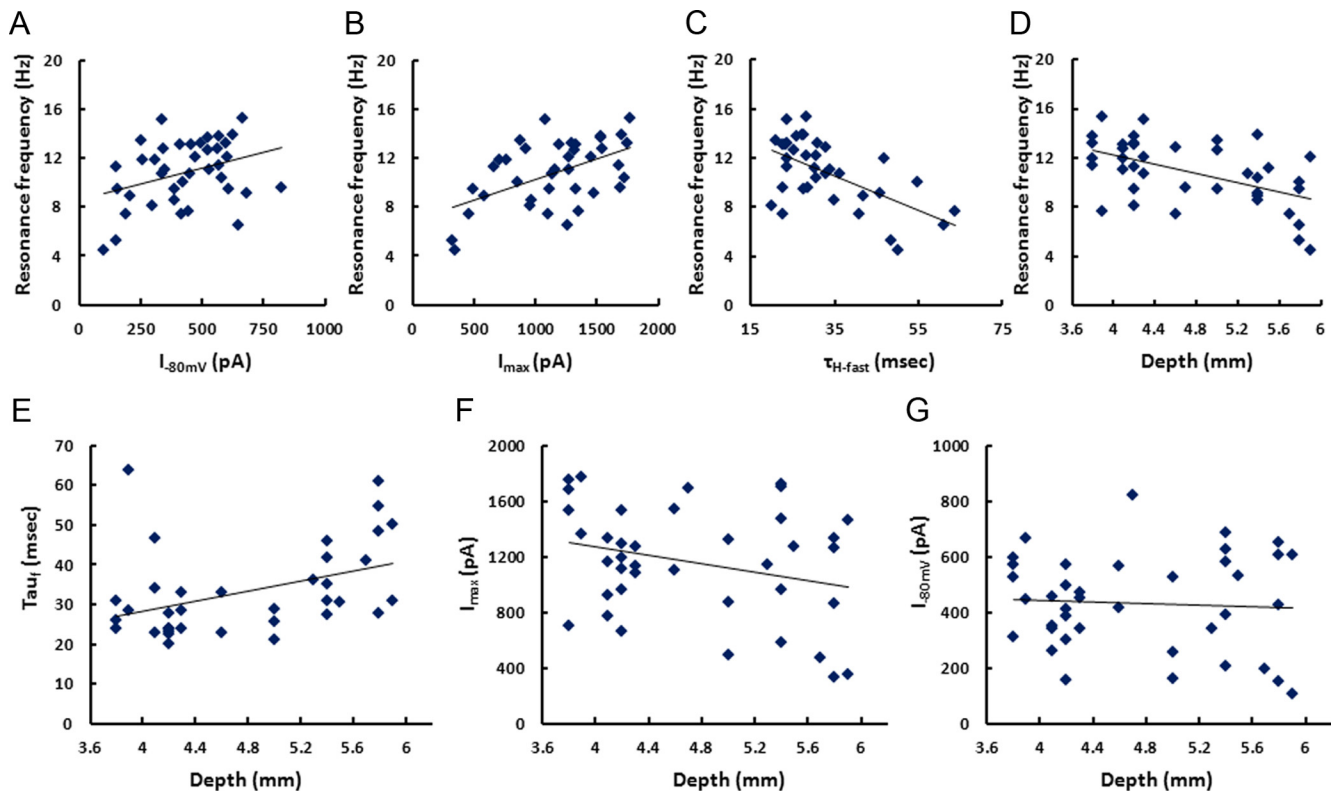 A
B
C
D
Resonance frequency (Hz)
20
16
12
8
4
0
0 250 500 750 1000
I-80mV (pA)
Resonance frequency (Hz)
20
16
12
8
4
0
0 500 1000 1500 2000
Imax (pA)
Resonance frequency (Hz)
20
16
12
8
4
0
15 35 55 75
τH-fast (msec)
Resonance frequency (Hz)
20
16
12
8
4
0
3.6 4 4.4 4.8 5.2 5.6 6
Depth (mm)
E
F
G
Tauf (msec)
70
60
50
40
30
20
10
0
3.6 4 4.4 4.8 5.2 5.6 6
Depth (mm)
Imax (pA)
2000
1600
1200
800
400
0
3.6 4 4.4 4.8 5.2 5.6 6
Depth (mm)
I-80mV (pA)
1000
800
600
400
200
0
3.6 4 4.4 4.8 5.2 5.6 6
Depth (mm)